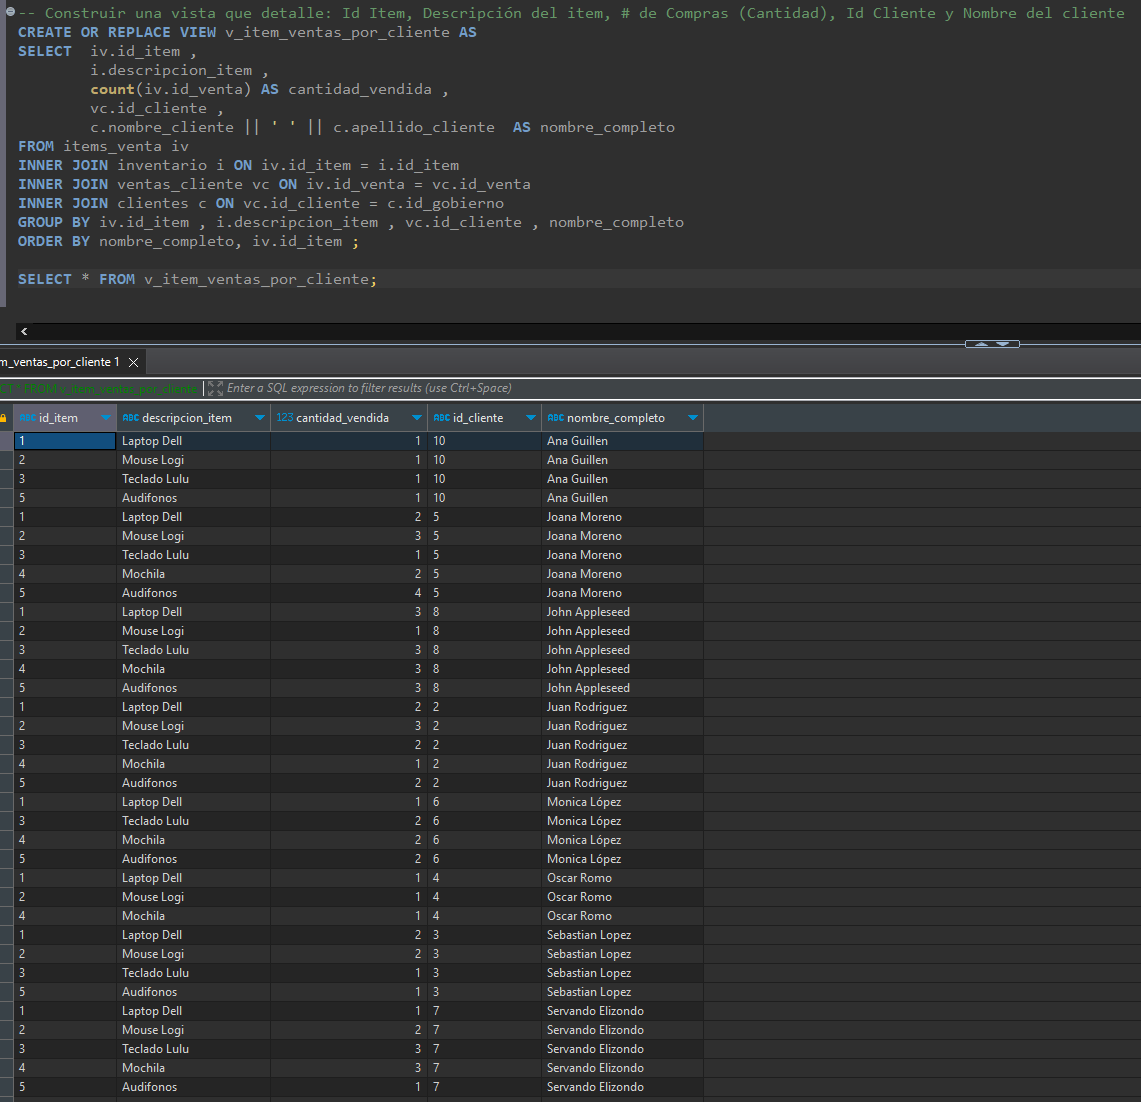 -- Construir una vista que detalle: Id Item, Descripción del item, # de Compras (Cantidad), Id Cliente y Nombre del cliente
CREATE OR REPLACE VIEW v_item_ventas_por_cliente AS
SELECT iv.id_item ,
i.descripcion_item ,
count(iv.id_venta) AS cantidad_vendida ,
vc.id_cliente ,
c.nombre_cliente || ' ' || c.apellido_cliente AS nombre_completo
FROM items_venta iv
INNER JOIN inventario i ON iv.id_item = i.id_item
INNER JOIN ventas_cliente vc ON iv.id_venta = vc.id_venta
INNER JOIN clientes c ON vc.id_cliente = c.id_gobierno
GROUP BY iv.id_item , i.descripcion_item , vc.id_cliente , nombre_completo
ORDER BY nombre_completo, iv.id_item ;
SELECT * FROM v_item_ventas_por_cliente;
m_ventas_por_cliente 1
CT * FROM v_item_ventas_por_cliente Enter a SQL expression to filter results (use Ctrl+Space)
ABC id_item ABC descripcion_item 123 cantidad_vendida ABC id_cliente ABC nombre_completo
1 Laptop Dell 1 10 Ana Guillen
2 Mouse Logi 1 10 Ana Guillen
3 Teclado Lulu 1 10 Ana Guillen
5 Audifonos 1 10 Ana Guillen
1 Laptop Dell 2 5 Joana Moreno
2 Mouse Logi 3 5 Joana Moreno
3 Teclado Lulu 1 5 Joana Moreno
4 Mochila 2 5 Joana Moreno
5 Audifonos 4 5 Joana Moreno
1 Laptop Dell 3 8 John Appleseed
2 Mouse Logi 1 8 John Appleseed
3 Teclado Lulu 3 8 John Appleseed
4 Mochila 3 8 John Appleseed
5 Audifonos 3 8 John Appleseed
1 Laptop Dell 2 2 Juan Rodriguez
2 Mouse Logi 3 2 Juan Rodriguez
3 Teclado Lulu 2 2 Juan Rodriguez
4 Mochila 1 2 Juan Rodriguez
5 Audifonos 2 2 Juan Rodriguez
1 Laptop Dell 1 6 Monica López
3 Teclado Lulu 2 6 Monica López
4 Mochila 2 6 Monica López
5 Audifonos 2 6 Monica López
1 Laptop Dell 1 4 Oscar Romo
2 Mouse Logi 1 4 Oscar Romo
4 Mochila 1 4 Oscar Romo
1 Laptop Dell 2 3 Sebastian Lopez
2 Mouse Logi 2 3 Sebastian Lopez
3 Teclado Lulu 1 3 Sebastian Lopez
5 Audifonos 1 3 Sebastian Lopez
1 Laptop Dell 1 7 Servando Elizondo
2 Mouse Logi 2 7 Servando Elizondo
3 Teclado Lulu 3 7 Servando Elizondo
4 Mochila 3 7 Servando Elizondo
5 Audifonos 1 7 Servando Elizondo